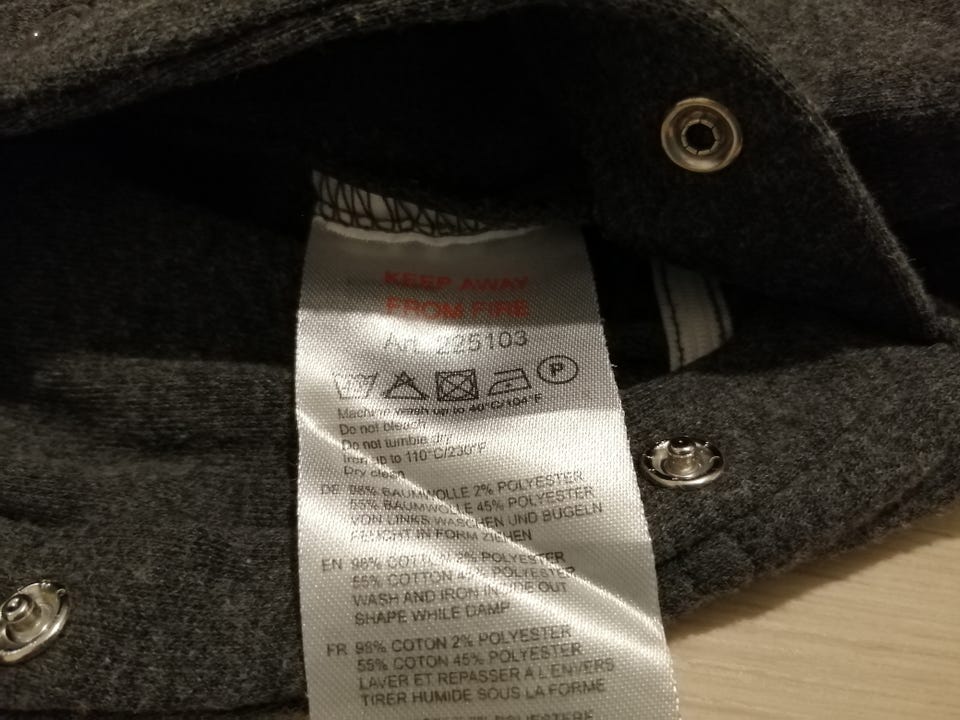 KEEP AWAY
FROM FIRE
Art. 225103
P
Machine wash up to 40°C/104°F
Do not bleach
Do not tumble dry
Iron up to 110°C/230°F
Dry clean
DE 98% BAUMWOLLE 2% POLYESTER
55% BAUMWOLLE 45% POLYESTER
VON LINKS WASCHEN UND BÜGELN
FEUCHT IN FORM ZIEHEN
EN 98% COTTON 2% POLYESTER
55% COTTON 45% POLYESTER
WASH AND IRON INSIDE OUT
SHAPE WHILE DAMP
FR 98% COTON 2% POLYESTER
55% COTON 45% POLYESTER
LAVER ET REPASSER À L'ENVERS
TIRER HUMIDE SOUS LA FORME